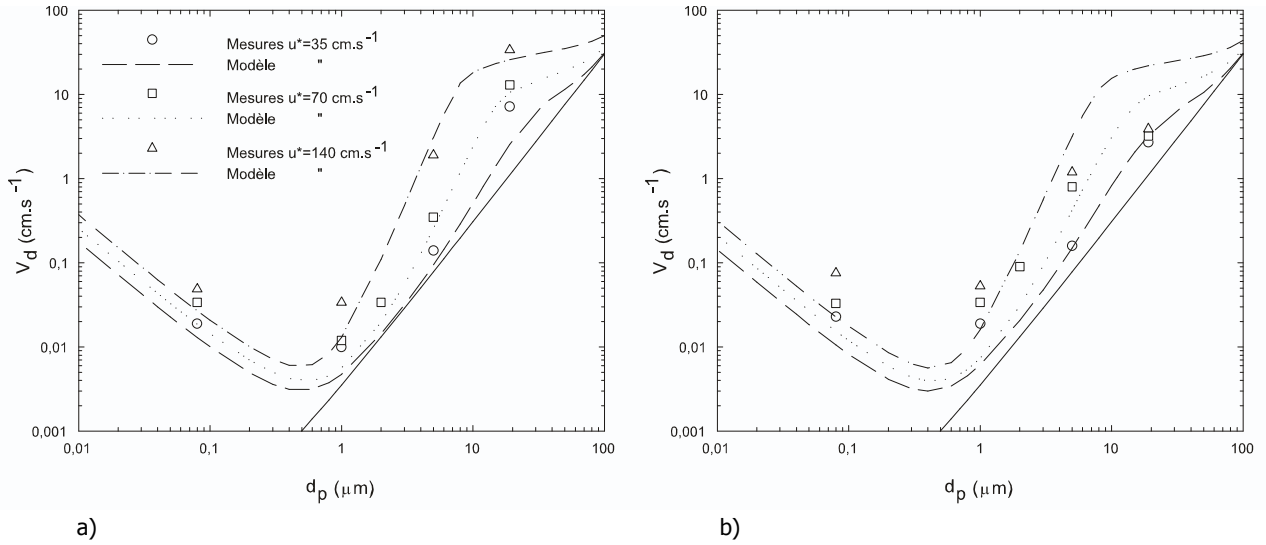 100
10
1
0,1
0,01
0,001
V_d (cm.s^-1)
0,01 0,1 1 10 100
d_p (μm)
Mesures u*=35 cm.s^-1
Modèle "
Mesures u*=70 cm.s^-1
Modèle "
Mesures u*=140 cm.s^-1
Modèle "
a)
100
10
1
0,1
0,01
0,001
V_d (cm.s^-1)
0,01 0,1 1 10 100
d_p (μm)
b)